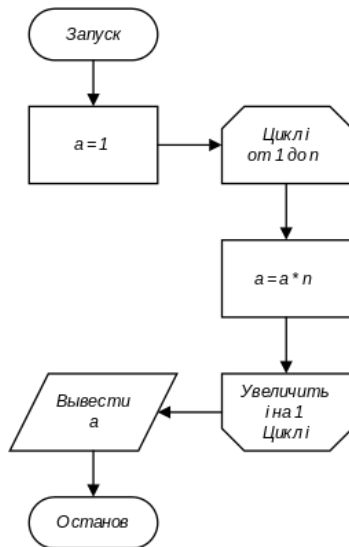 Запуск
a = 1
Цикл i
от 1 до n
a = a * n
Увеличить
i на 1
Цикл i
Вывести
a
Останов